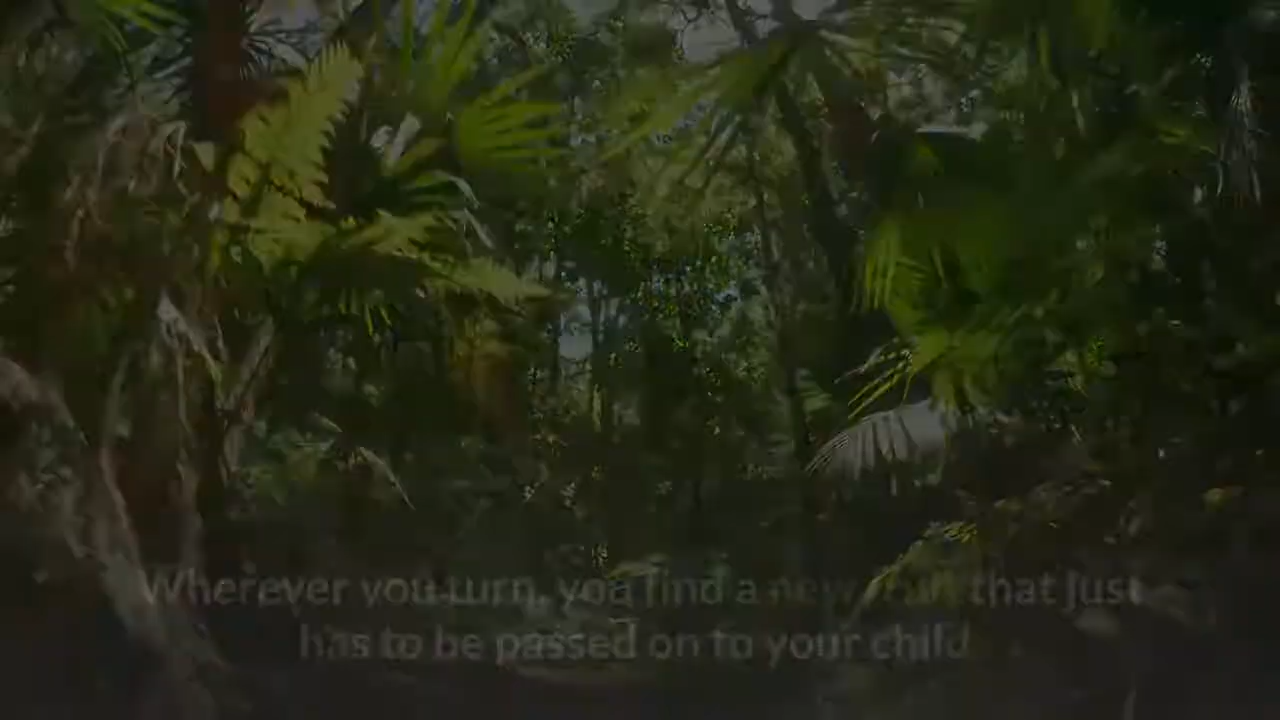 Wherever you turn, you find a new that just
has to be passed on to your child